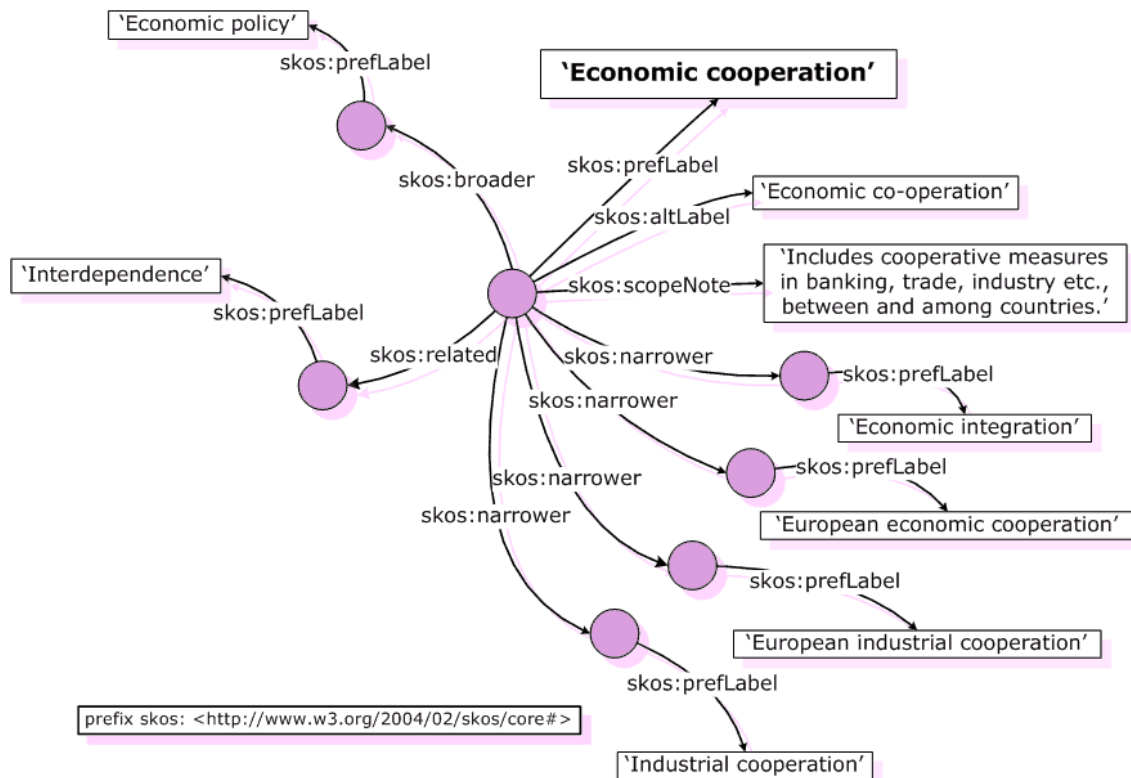 ‘Economic policy’
skos:prefLabel
‘Economic cooperation’
skos:prefLabel
skos:broader
‘Economic co-operation’
skos:altLabel
‘Interdependence’
‘Includes cooperative measures
in banking, trade, industry etc.,
between and among countries.’
skos:scopeNote
skos:prefLabel
skos:related
skos:narrower
skos:prefLabel
skos:narrower
‘Economic integration’
skos:prefLabel
skos:narrower
skos:narrower
‘European economic cooperation’
skos:prefLabel
‘European industrial cooperation’
skos:prefLabel
prefix skos: <http://www.w3.org/2004/02/skos/core#>
‘Industrial cooperation’